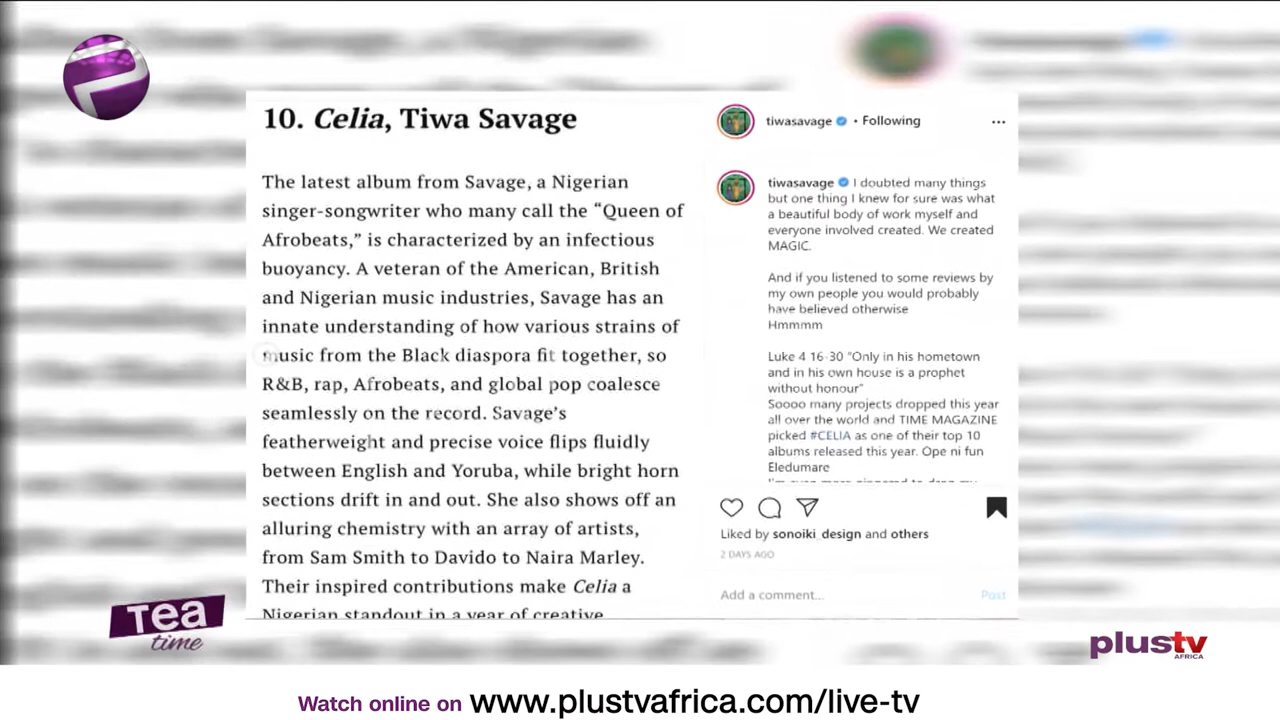 10. Celia, Tiwa Savage
The latest album from Savage, a Nigerian
singer-songwriter who many call the “Queen of
Afrobeats,” is characterized by an infectious
buoyancy. A veteran of the American, British
and Nigerian music industries, Savage has an
innate understanding of how various strains of
music from the Black diaspora fit together, so
R&B, rap, Afrobeats, and global pop coalesce
seamlessly on the record. Savage’s
featherweight and precise voice flips fluidly
between English and Yoruba, while bright horn
sections drift in and out. She also shows off an
alluring chemistry with an array of artists,
from Sam Smith to Davido to Naira Marley.
Their inspired contributions make Celia a
Nigerian standout in a year of creative
tiwasavage • Following
tiwasavage I doubted many things
but one thing I knew for sure was what
a beautiful body of work myself and
everyone involved created. We created
MAGIC.
And if you listened to some reviews by
my own people you would probably
have believed otherwise
Hmmmm
Luke 4 16-30 “Only in his hometown
and in his own house is a prophet
without honour”
Soooo many projects dropped this year
all over the world and TIME MAGAZINE
picked #CELIA as one of their top 10
albums released this year. Ope ni fun
Eledumare
Liked by sonoiki_design and others
2 DAYS AGO
Add a comment...
Post
Tea
time
plustv
AFRICA
Watch online on www.plustvafrica.com/live-tv